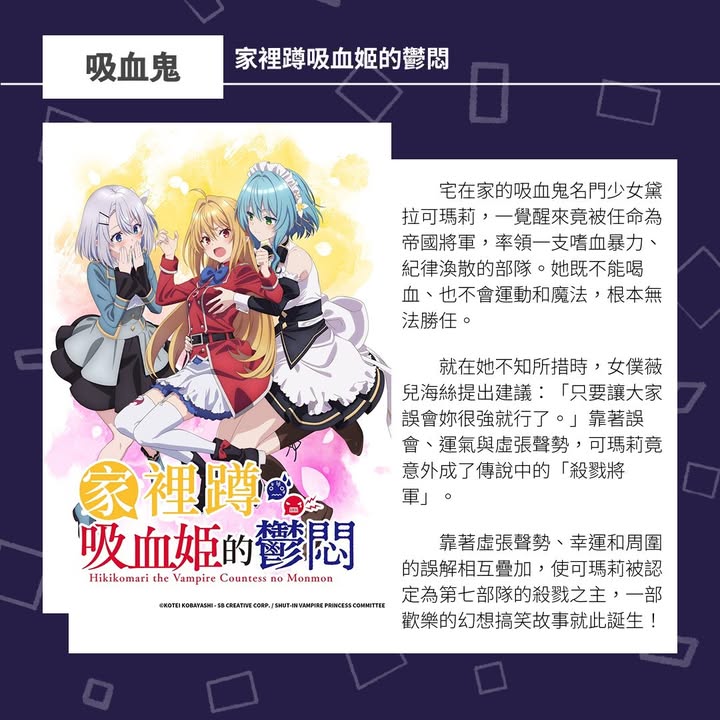 吸血鬼
家裡蹲吸血姬的鬱悶
家裡蹲
吸血姬的鬱悶
Hikikomari the Vampire Countess no Monmon
©KOTEI KOBAYASHI - SB CREATIVE CORP. / SHUT-IN VAMPIRE PRINCESS COMMITTEE
宅在家的吸血鬼名門少女黛
拉可瑪莉，一覺醒來竟被任命為
帝國將軍，率領一支嗜血暴力、
紀律渙散的部隊。她既不能喝
血、也不會運動和魔法，根本無
法勝任。
就在她不知所措時，女僕薇
兒海絲提出建議：「只要讓大家
誤會妳很強就行了。」靠著誤
會、運氣與虛張聲勢，可瑪莉竟
意外成了傳說中的「殺戮將
軍」。
靠著虛張聲勢、幸運和周圍
的誤解相互疊加，使可瑪莉被認
定為第七部隊的殺戮之主，一部
歡樂的幻想搞笑故事就此誕生！